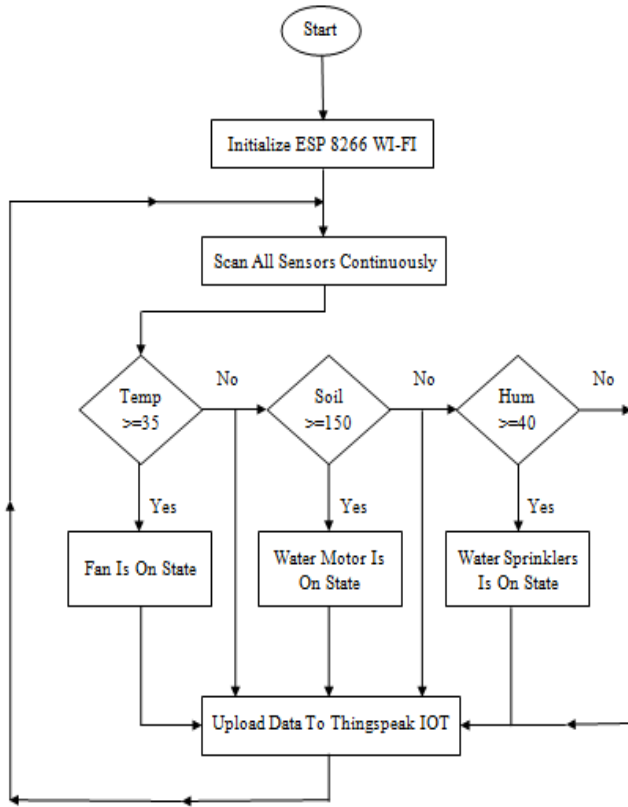 Start
Initialize ESP 8266 WI-FI
Scan All Sensors Continuously
Temp
>=35
No
Soil
>=150
No
Hum
>=40
No
Yes
Yes
Yes
Fan Is On State
Water Motor Is
On State
Water Sprinklers
Is On State
Upload Data To Thingspeak IOT